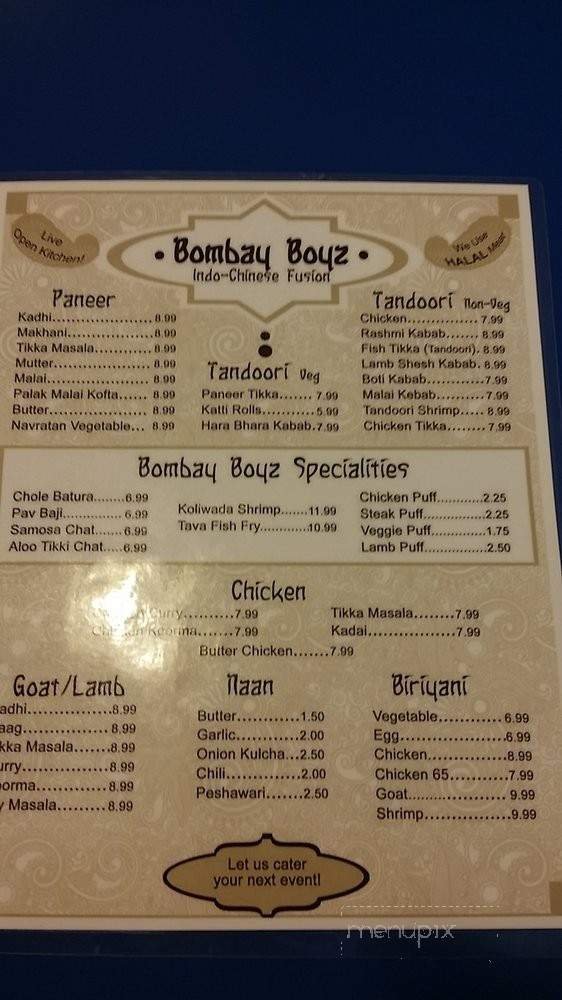 Live
Open Kitchen!
• Bombay Boyz •
Indo-Chinese Fusion
We Use
HALAL Meat
Paneer
Kadhi......................8.99
Makhani..................8.99
Tikka Masala...........8.99
Mutter.....................8.99
Malai.......................8.99
Palak Malai Kofta...... 8.99
Butter...................... 8.99
Navratan Vegetable... 8.99
Tandoori Veg
Paneer Tikka....... 7.99
Katti Rolls............5.99
Hara Bhara Kabab.7.99
Tandoori Non-Veg
Chicken................ 7.99
Rashmi Kabab....... 8.99
Fish Tikka (Tandoori). 8.99
Lamb Shesh Kabab. 8.99
Boti Kabab.............7.99
Malai Kebab..........7.99
Tandoori Shrimp..... 8.99
Chicken Tikka........ 7.99
Bombay Boyz Specialities
Chole Batura.......6.99
Pav Baji.............. 6.99
Samosa Chat.......6.99
Aloo Tikki Chat.....6.99
Koliwada Shrimp.......11.99
Tava Fish Fry............10.99
Chicken Puff............2.25
Steak Puff................2.25
Veggie Puff..............1.75
Lamb Puff................2.50
Chicken
Curry...........7.99
Chicken Koorma.......7.99
Butter Chicken.......7.99
Tikka Masala........7.99
Kadai..................7.99
Goat/Lamb
adhi.................8.99
aag...................8.99
kka Masala.......8.99
urry..................8.99
oorma...............8.99
y Masala.........8.99
Naan
Butter............1.50
Garlic............2.00
Onion Kulcha...2.50
Chili..............2.00
Peshawari.......2.50
Biriyani
Vegetable............ 6.99
Egg.....................6.99
Chicken...............8.99
Chicken 65..........7.99
Goat................... 9.99
Shrimp................9.99
Let us cater
your next event!
menupix